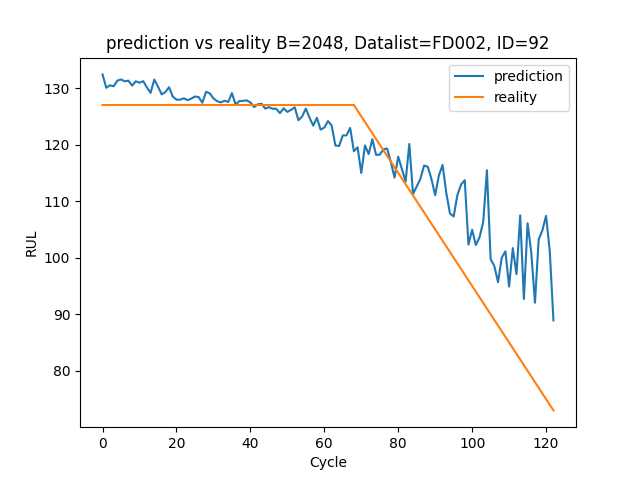 prediction vs reality B=2048, Datalist=FD002, ID=92
prediction
reality
130
120
110
100
90
80
RUL
0 20 40 60 80 100 120
Cycle